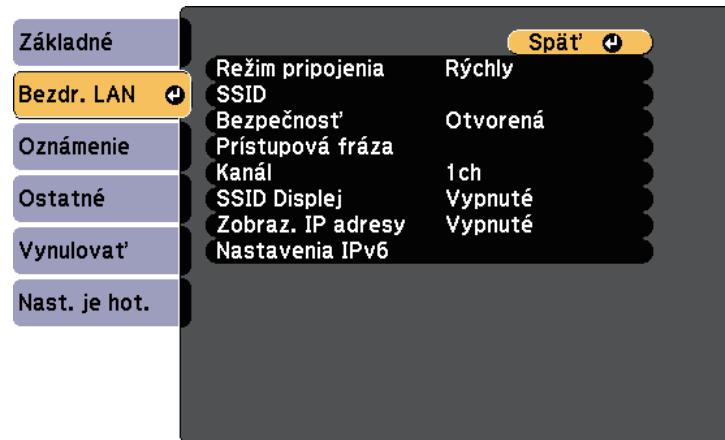 Základné
Bezdr. LAN
Oznámenie
Ostatné
Vynulovať
Nast. je hot.
Späť
Režim pripojenia Rýchly
SSID
Bezpečnosť Otvorená
Prístupová fráza
Kanál 1ch
SSID Displej Vypnuté
Zobraz. IP adresy Vypnuté
Nastavenia IPv6